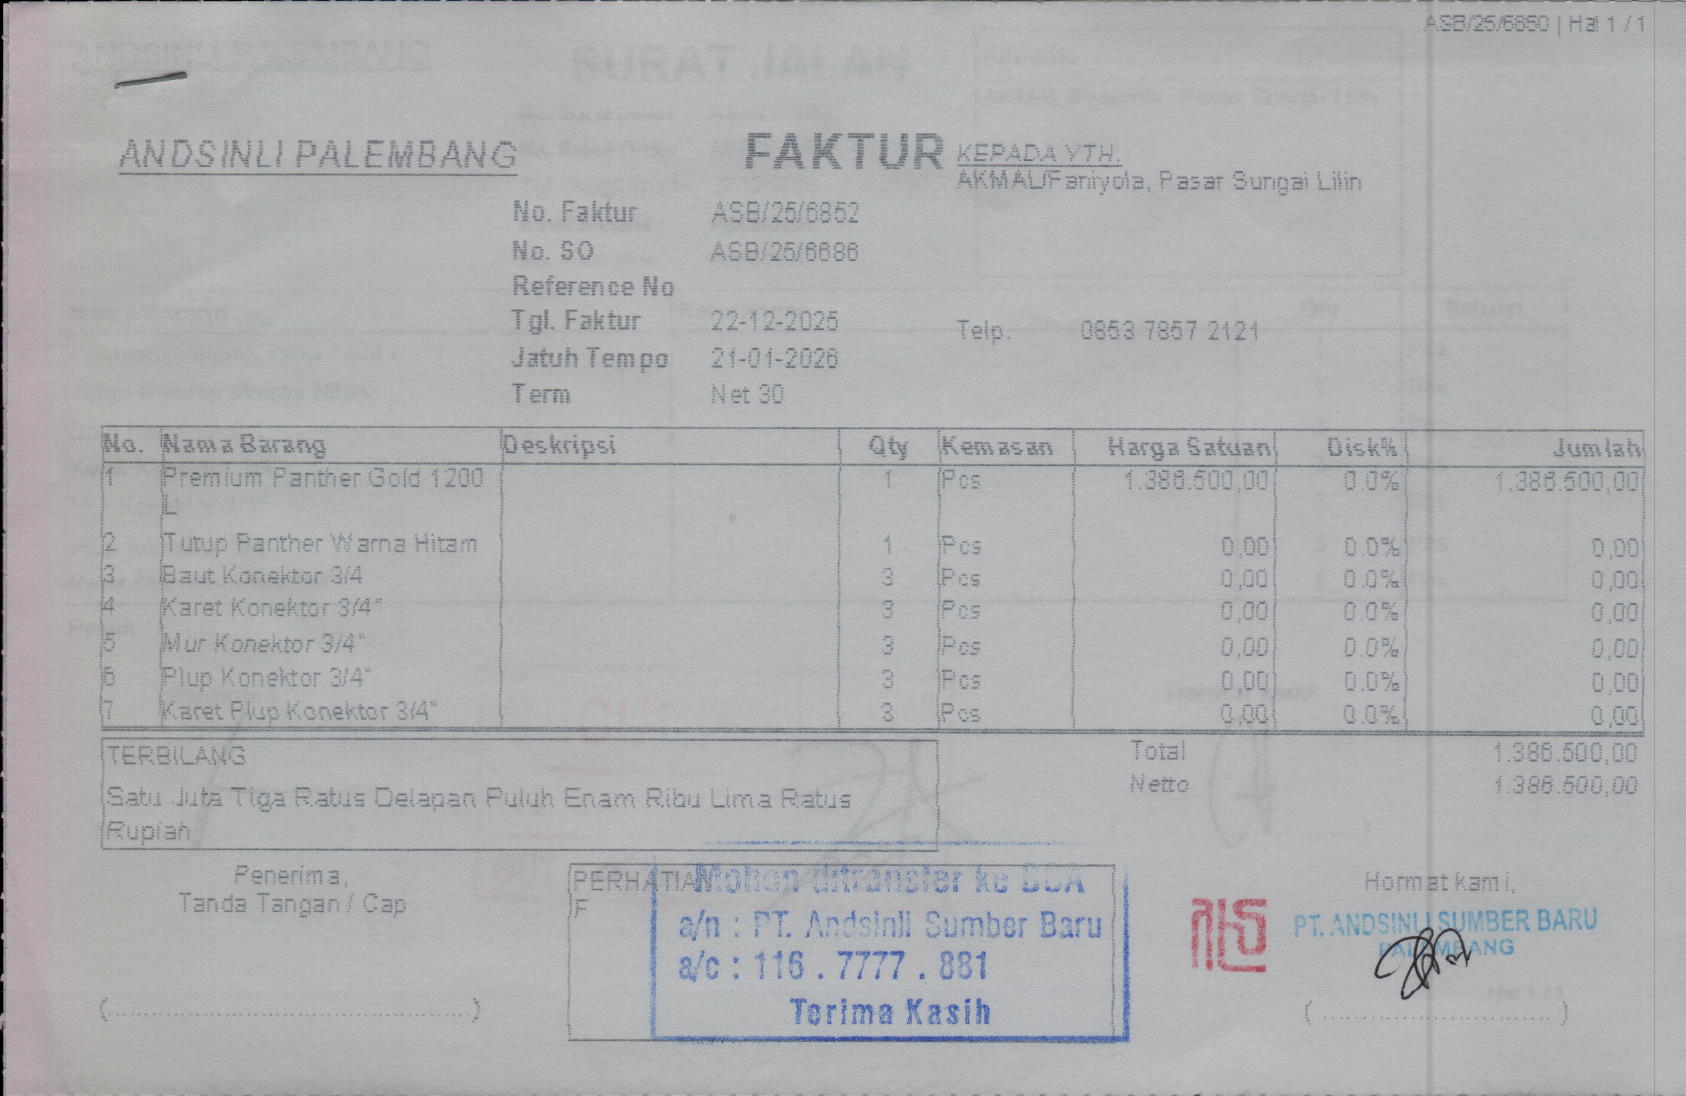 ASB/25/6850 | Hal 1 / 1
ANDSINLI PALEMBANG
FAKTUR
KEPADA YTH.
AKMAL/Faniyola, Pasar Sungai Lilin
No. Faktur ASB/25/6852
No. SO ASB/25/6686
Reference No
Tgl. Faktur 22-12-2025
Telp. 0853 7857 2121
Jatuh Tempo 21-01-2026
Term Net 30
No. Nama Barang Deskripsi Qty Kemasan Harga Satuan Disk% Jumlah
1 Premium Panther Gold 1200 1 Pcs 1.386.500,00 0.0% 1.386.500,00
L
2 Tutup Panther Warna Hitam 1 Pcs 0,00 0.0% 0,00
3 Baut Konektor 3/4 3 Pcs 0,00 0.0% 0,00
4 Karet Konektor 3/4" 3 Pcs 0,00 0.0% 0,00
5 Mur Konektor 3/4" 3 Pcs 0,00 0.0% 0,00
6 Plup Konektor 3/4" 3 Pcs 0,00 0.0% 0,00
7 Karet Plup Konektor 3/4" 3 Pcs 0,00 0.0% 0,00
TERBILANG
Satu Juta Tiga Ratus Delapan Puluh Enam Ribu Lima Ratus
Rupiah
Total 1.386.500,00
Netto 1.386.500,00
Penerima,
Tanda Tangan / Cap
PERHATIAN
F
Mohon ditransfer ke BCA
a/n : PT. Andsinli Sumber Baru
a/c : 116 . 7777 . 881
Terima Kasih
Hormat kami,
PT. ANDSINLI SUMBER BARU
PALEMBANG
(..............................................)
( ............................. )